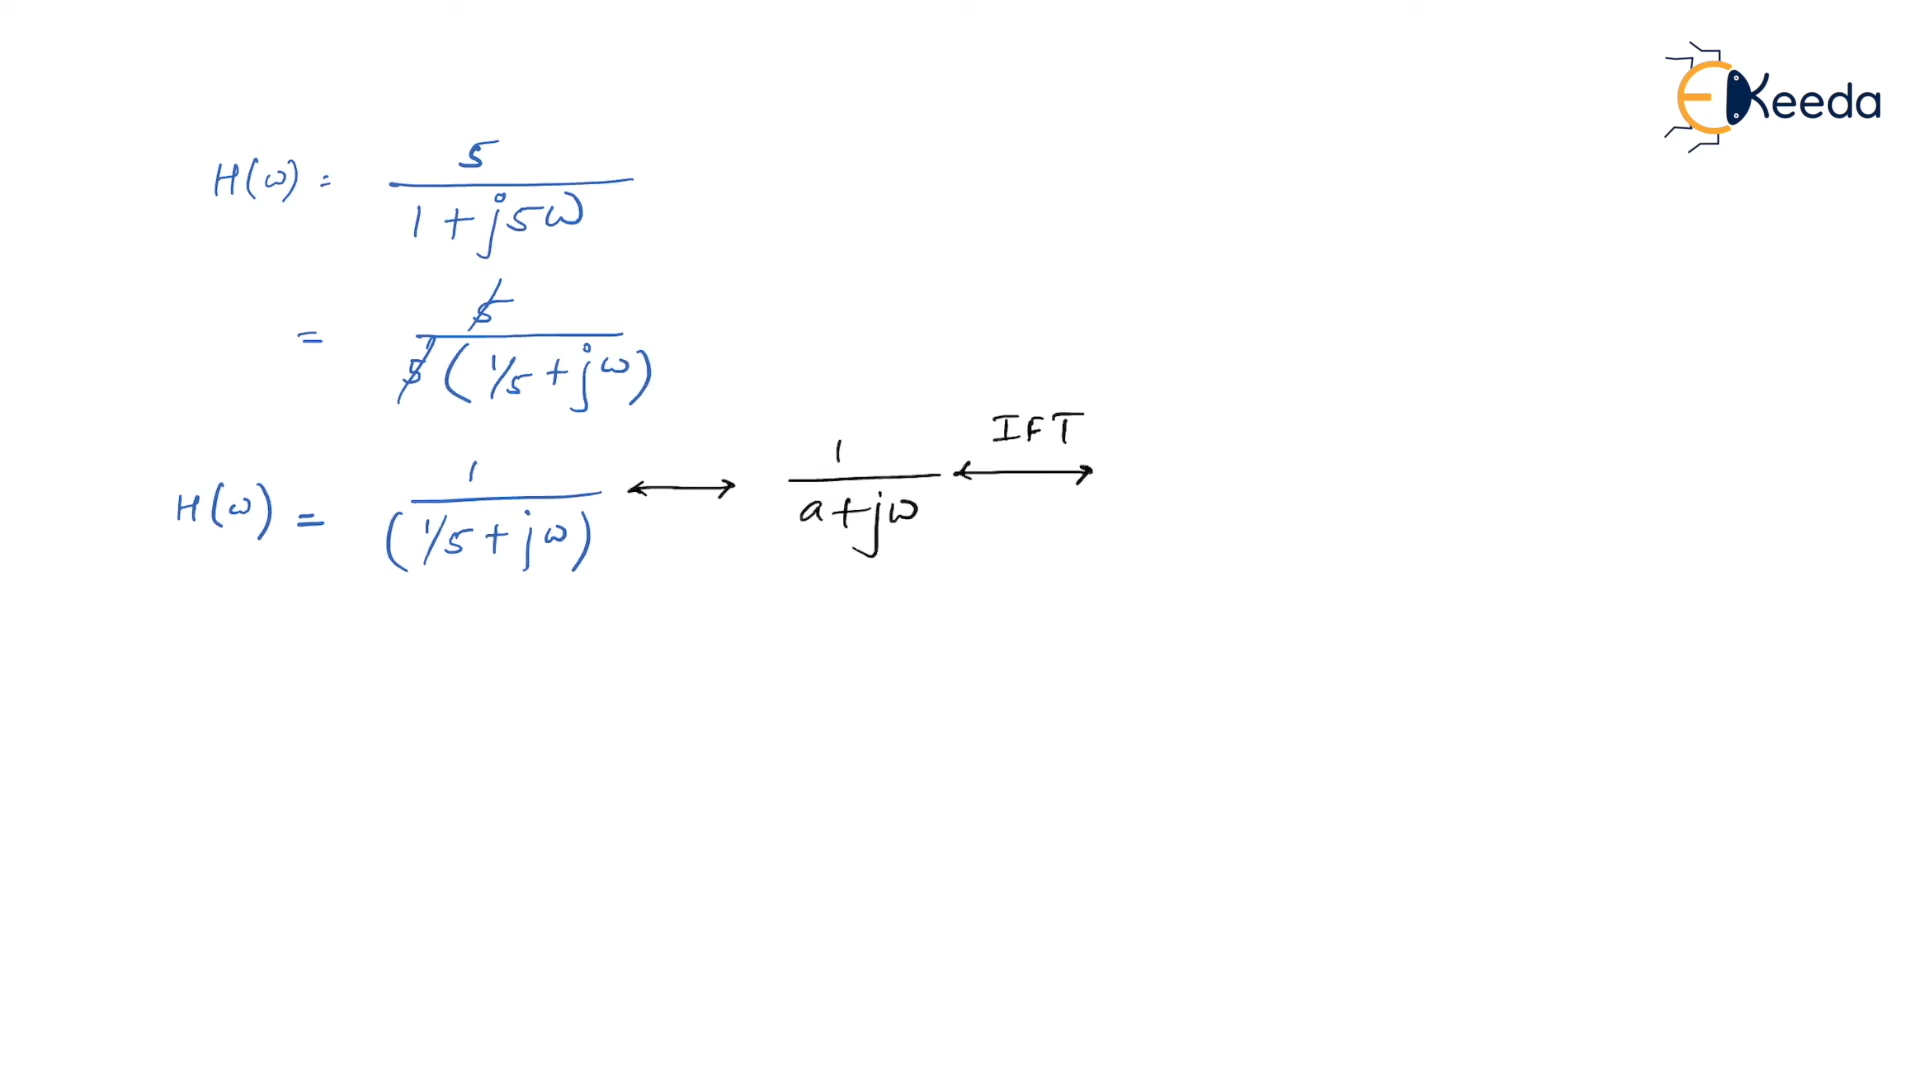 EKeeda
H(ω) = 5 / (1 + j5ω)
= 5 / 5(1/5 + jω)
IFT
H(ω) = 1 / (1/5 + jω) ⟷ 1 / (a + jω) ⟷